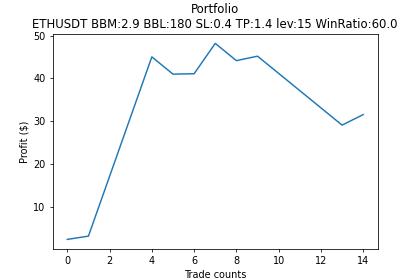 Portfolio
ETHUSDT BBM:2.9 BBL:180 SL:0.4 TP:1.4 lev:15 WinRatio:60.0
50
40
30
20
10
Profit ($)
0 2 4 6 8 10 12 14
Trade counts